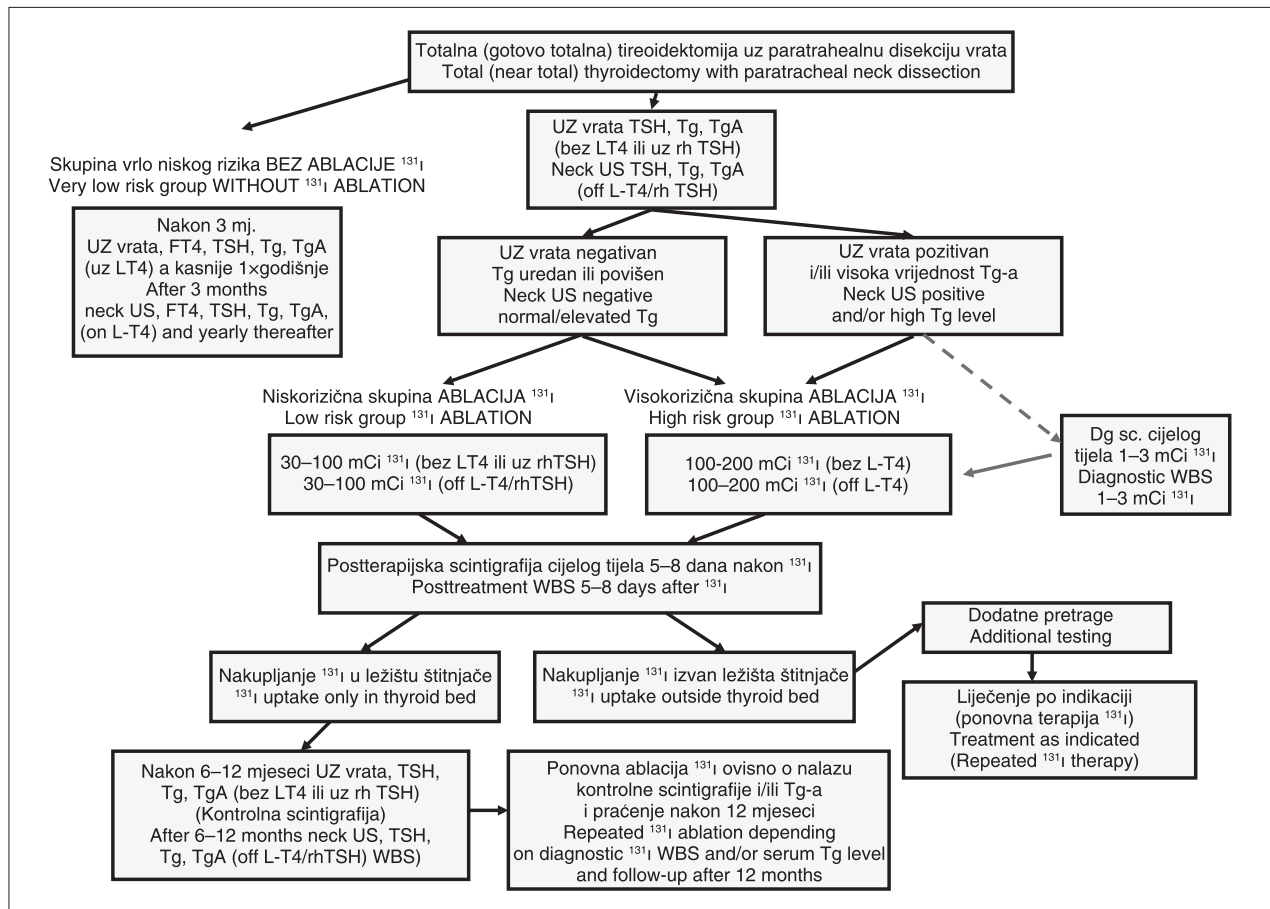 Totalna (gotovo totalna) tireoidektomija uz paratrahealnu disekciju vrata
Total (near total) thyroidectomy with paratracheal neck dissection
UZ vrata TSH, Tg, TgA
(bez LT4 ili uz rh TSH)
Neck US TSH, Tg, TgA
(off L-T4/rh TSH)
Skupina vrlo niskog rizika BEZ ABLACIJE ¹³¹I
Very low risk group WITHOUT ¹³¹I ABLATION
Nakon 3 mj.
UZ vrata, FT4, TSH, Tg, TgA
(uz LT4) a kasnije 1×godišnje
After 3 months
neck US, FT4, TSH, Tg, TgA,
(on L-T4) and yearly thereafter
UZ vrata negativan
Tg uredan ili povišen
Neck US negative
normal/elevated Tg
UZ vrata pozitivan
i/ili visoka vrijednost Tg-a
Neck US positive
and/or high Tg level
Niskorizična skupina ABLACIJA ¹³¹I
Low risk group ¹³¹I ABLATION
Visokorizična skupina ABLACIJA ¹³¹I
High risk group ¹³¹I ABLATION
30–100 mCi ¹³¹I (bez LT4 ili uz rhTSH)
30–100 mCi ¹³¹I (off L-T4/rhTSH)
100-200 mCi ¹³¹I (bez L-T4)
100–200 mCi ¹³¹I (off L-T4)
Dg sc. cijelog
tijela 1–3 mCi ¹³¹I
Diagnostic WBS
1–3 mCi ¹³¹I
Postterapijska scintigrafija cijelog tijela 5–8 dana nakon ¹³¹I
Posttreatment WBS 5–8 days after ¹³¹I
Nakupljanje ¹³¹I u ležištu štitnjače
¹³¹I uptake only in thyroid bed
Nakupljanje ¹³¹I izvan ležišta štitnjače
¹³¹I uptake outside thyroid bed
Dodatne pretrage
Additional testing
Liječenje po indikaciji
(ponovna terapija ¹³¹I)
Treatment as indicated
(Repeated ¹³¹I therapy)
Nakon 6–12 mjeseci UZ vrata, TSH,
Tg, TgA (bez LT4 ili uz rh TSH)
(Kontrolna scintigrafija)
After 6–12 months neck US, TSH,
Tg, TgA (off L-T4/rhTSH) WBS)
Ponovna ablacija ¹³¹I ovisno o nalazu
kontrolne scintigrafije i/ili Tg-a
i praćenje nakon 12 mjeseci
Repeated ¹³¹I ablation depending
on diagnostic ¹³¹I WBS and/or serum Tg level
and follow-up after 12 months